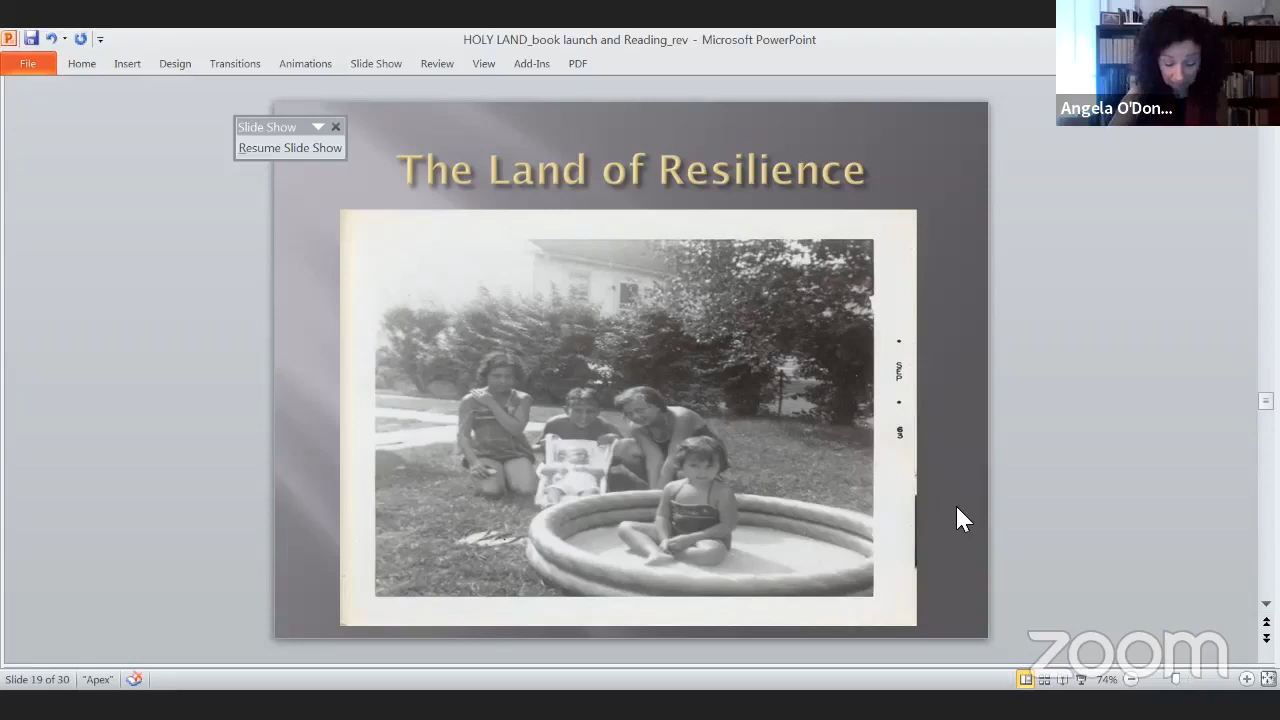 HOLY LAND_book launch and Reading_rev - Microsoft PowerPoint
File Home Insert Design Transitions Animations Slide Show Review View Add-Ins PDF
Angela O'Don...
Slide Show
Resume Slide Show
The Land of Resilience
• SEP • 63
zoom
Slide 19 of 30 "Apex" 74%